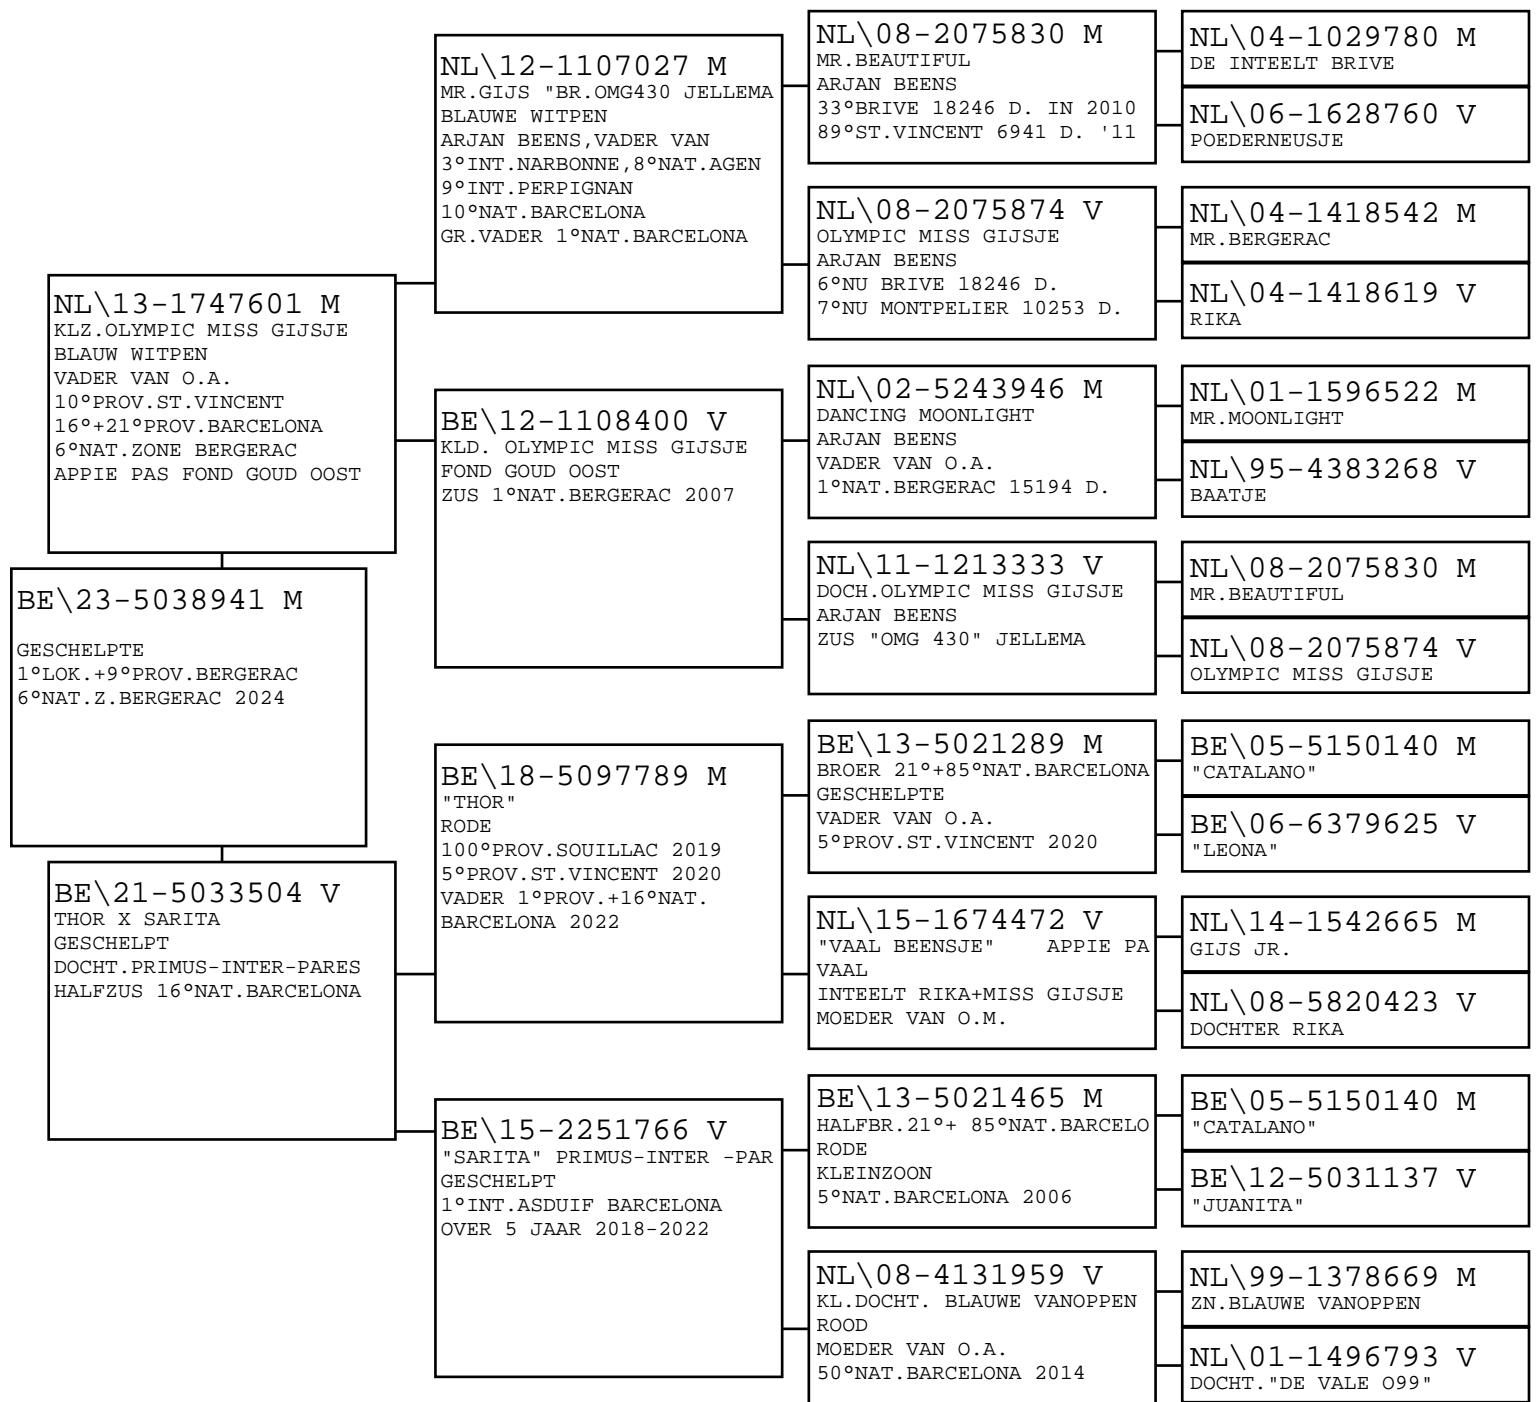 BE\23-5038941 M
GESCHELPTE
1°LOK.+9°PROV.BERGERAC
6°NAT.Z.BERGERAC 2024
NL\13-1747601 M
KLZ.OLYMPIC MISS GIJSJE
BLAUW WITPEN
VADER VAN O.A.
10°PROV.ST.VINCENT
16°+21°PROV.BARCELONA
6°NAT.ZONE BERGERAC
APPIE PAS FOND GOUD OOST
BE\21-5033504 V
THOR X SARITA
GESCHELPT
DOCHT.PRIMUS-INTER-PARES
HALFZUS 16°NAT.BARCELONA
NL\12-1107027 M
MR.GIJS "BR.OMG430 JELLEMA
BLAUWE WITPEN
ARJAN BEENS,VADER VAN
3°INT.NARBONNE,8°NAT.AGEN
9°INT.PERPIGNAN
10°NAT.BARCELONA
GR.VADER 1°NAT.BARCELONA
BE\12-1108400 V
KLD. OLYMPIC MISS GIJSJE
FOND GOUD OOST
ZUS 1°NAT.BERGERAC 2007
BE\18-5097789 M
"THOR"
RODE
100°PROV.SOUILLAC 2019
5°PROV.ST.VINCENT 2020
VADER 1°PROV.+16°NAT.
BARCELONA 2022
BE\15-2251766 V
"SARITA" PRIMUS-INTER -PAR
GESCHELPT
1°INT.ASDUIF BARCELONA
OVER 5 JAAR 2018-2022
NL\08-2075830 M
MR.BEAUTIFUL
ARJAN BEENS
33°BRIVE 18246 D. IN 2010
89°ST.VINCENT 6941 D. '11
NL\08-2075874 V
OLYMPIC MISS GIJSJE
ARJAN BEENS
6°NU BRIVE 18246 D.
7°NU MONTPELIER 10253 D.
NL\02-5243946 M
DANCING MOONLIGHT
ARJAN BEENS
VADER VAN O.A.
1°NAT.BERGERAC 15194 D.
NL\11-1213333 V
DOCH.OLYMPIC MISS GIJSJE
ARJAN BEENS
ZUS "OMG 430" JELLEMA
BE\13-5021289 M
BROER 21°+85°NAT.BARCELONA
GESCHELPTE
VADER VAN O.A.
5°PROV.ST.VINCENT 2020
NL\15-1674472 V
"VAAL BEENSJE" APPIE PA
VAAL
INTEELT RIKA+MISS GIJSJE
MOEDER VAN O.M.
BE\13-5021465 M
HALFBR.21°+ 85°NAT.BARCELO
RODE
KLEINZOON
5°NAT.BARCELONA 2006
NL\08-4131959 V
KL.DOCHT. BLAUWE VANOPPEN
ROOD
MOEDER VAN O.A.
50°NAT.BARCELONA 2014
NL\04-1029780 M
DE INTEELT BRIVE
NL\06-1628760 V
POEDERNEUSJE
NL\04-1418542 M
MR.BERGERAC
NL\04-1418619 V
RIKA
NL\01-1596522 M
MR.MOONLIGHT
NL\95-4383268 V
BAATJE
NL\08-2075830 M
MR.BEAUTIFUL
NL\08-2075874 V
OLYMPIC MISS GIJSJE
BE\05-5150140 M
"CATALANO"
BE\06-6379625 V
"LEONA"
NL\14-1542665 M
GIJS JR.
NL\08-5820423 V
DOCHTER RIKA
BE\05-5150140 M
"CATALANO"
BE\12-5031137 V
"JUANITA"
NL\99-1378669 M
ZN.BLAUWE VANOPPEN
NL\01-1496793 V
DOCHT."DE VALE O99"